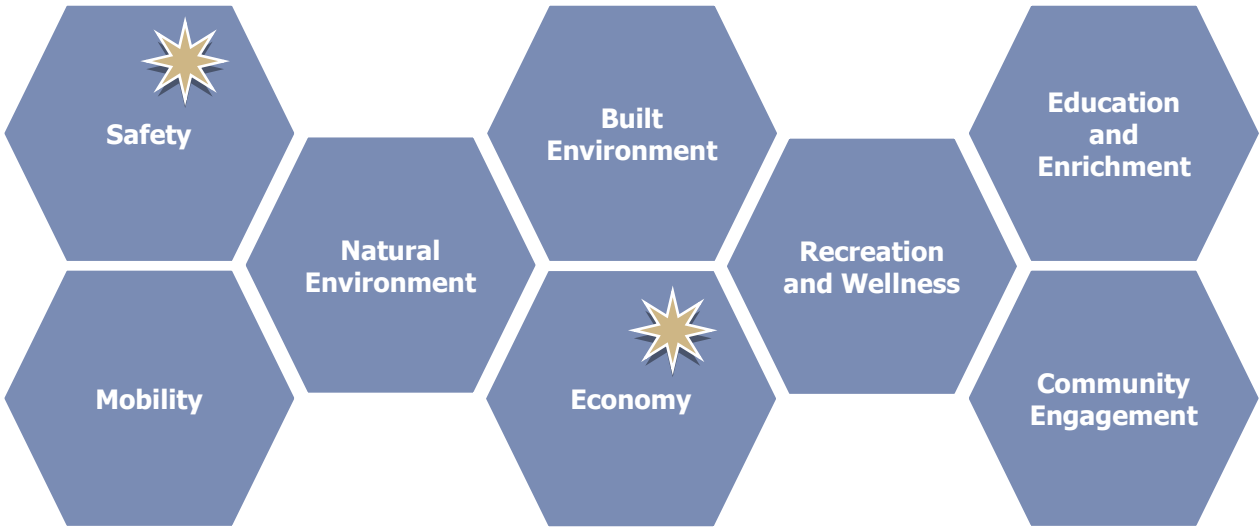 Safety
Built
Environment
Education
and
Enrichment
Natural
Environment
Recreation
and Wellness
Mobility
Economy
Community
Engagement